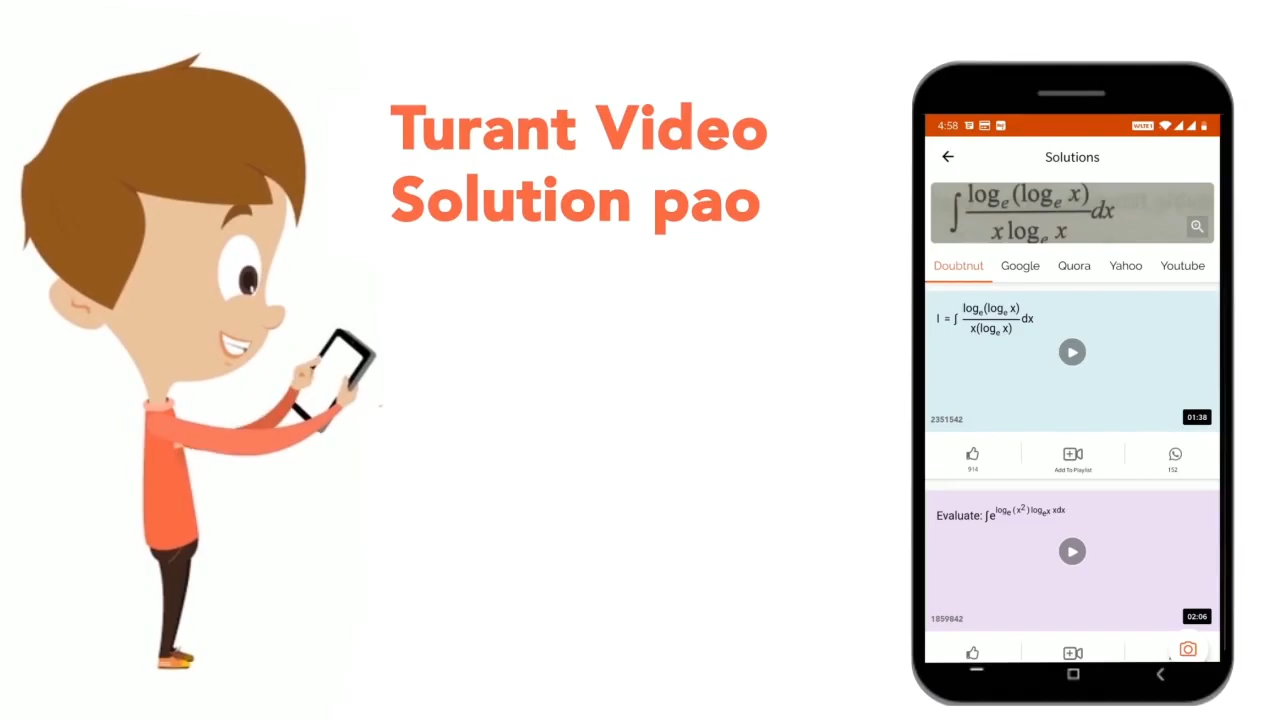 Turant Video
Solution pao
4:58
VoLTE1
Solutions
∫ logₑ(logₑ x) / x logₑ x dx
Doubtnut Google Quora Yahoo Youtube
I = ∫ logₑ(logₑ x) / x(logₑ x) dx
2351542 01:38
914 Add To Playlist 152
Evaluate: ∫e^logₑ(x²)logₑx xdx
1859842 02:06